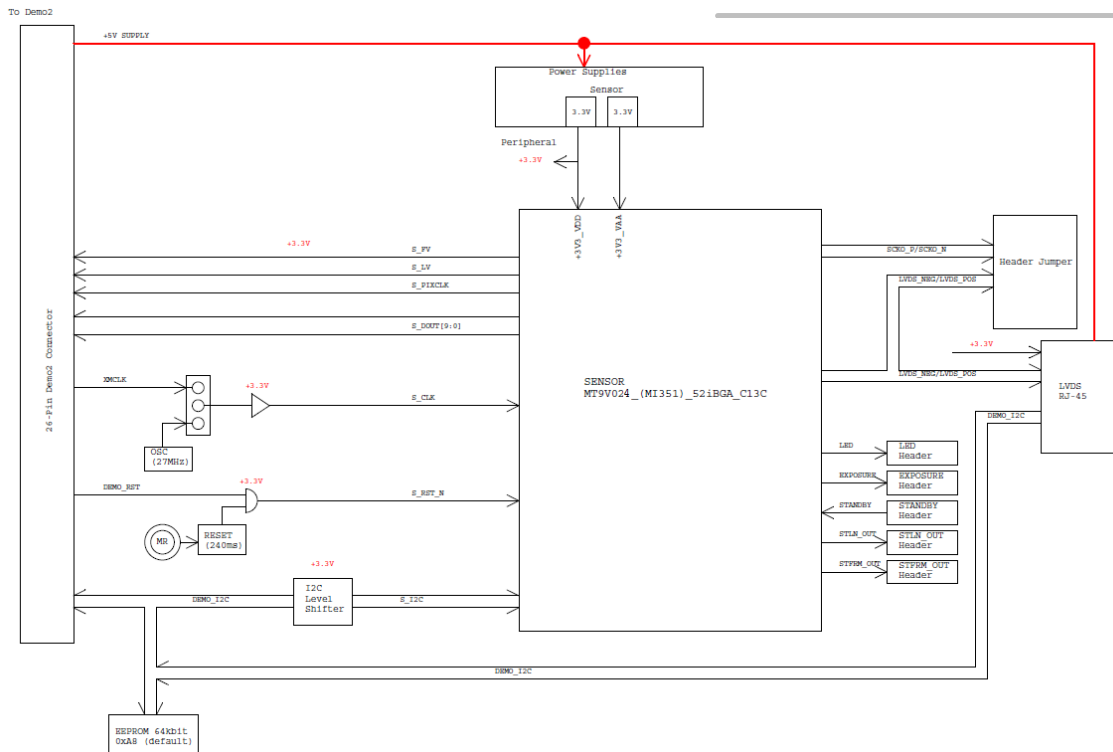 To Demo2
+5V SUPPLY
Power Supplies
Sensor
3.3V
3.3V
Peripheral
+3.3V
+3V3_VDD
+3V3_VAA
26-Pin Demo2 Connector
+3.3V
S_FV
S_LV
S_PIXCLK
S_DOUT[9:0]
XMCLK
+3.3V
S_CLK
OSC
(27MHz)
DEMO_RST
+3.3V
S_RST_N
MR
RESET
(240ms)
+3.3V
I2C
Level
Shifter
DEMO_I2C
S_I2C
SENSOR
MT9V024_(MI351)_52iBGA_C13C
SCKO_P/SCKO_N
LVDS_NEG/LVDS_POS
Header Jumper
+3.3V
LVDS_NEG/LVDS_POS
LVDS
RJ-45
DEMO_I2C
LED
LED
Header
EXPOSURE
EXPOSURE
Header
STANDBY
STANDBY
Header
STLN_OUT
STLN_OUT
Header
STFRM_OUT
STFRM_OUT
Header
DEMO_I2C
EEPROM 64kbit
0xA8 (default)